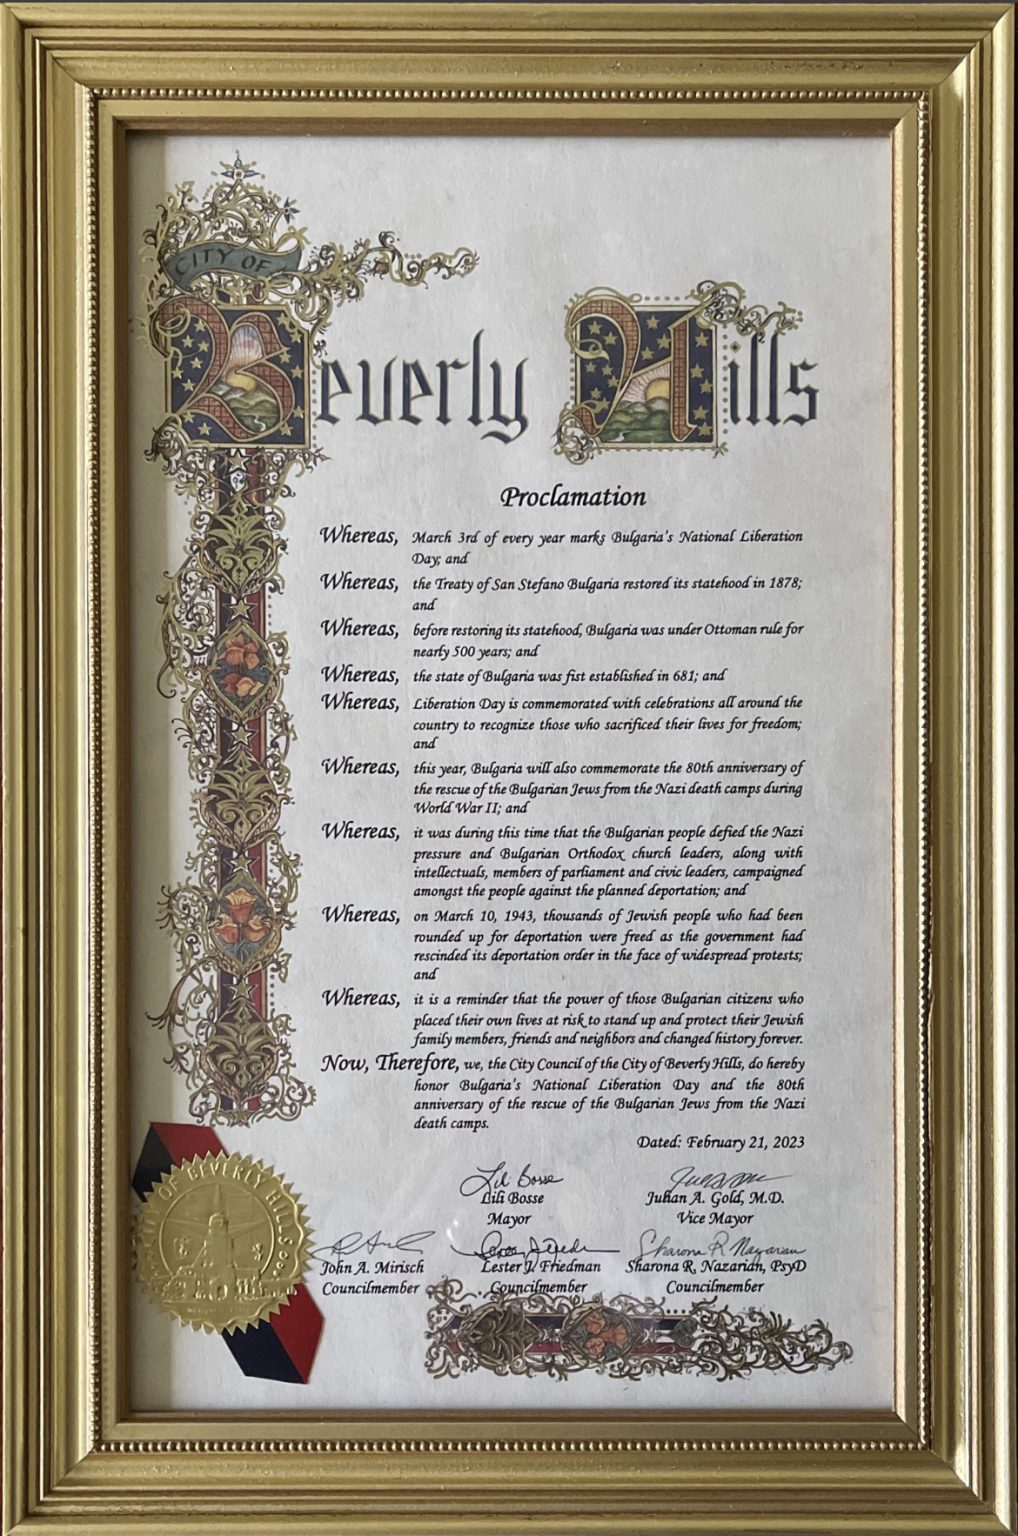 CITY OF
Beverly Hills
Proclamation
Whereas, March 3rd of every year marks Bulgaria's National Liberation
Day; and
Whereas, the Treaty of San Stefano Bulgaria restored its statehood in 1878;
and
Whereas, before restoring its statehood, Bulgaria was under Ottoman rule for
nearly 500 years; and
Whereas, the state of Bulgaria was fist established in 681; and
Whereas, Liberation Day is commemorated with celebrations all around the
country to recognize those who sacrificed their lives for freedom;
and
Whereas, this year, Bulgaria will also commemorate the 80th anniversary of
the rescue of the Bulgarian Jews from the Nazi death camps during
World War II; and
Whereas, it was during this time that the Bulgarian people defied the Nazi
pressure and Bulgarian Orthodox church leaders, along with
intellectuals, members of parliament and civic leaders, campaigned
amongst the people against the planned deportation; and
Whereas, on March 10, 1943, thousands of Jewish people who had been
rounded up for deportation were freed as the government had
rescinded its deportation order in the face of widespread protests;
and
Whereas, it is a reminder that the power of those Bulgarian citizens who
placed their own lives at risk to stand up and protect their Jewish
family members, friends and neighbors and changed history forever.
Now, Therefore, we, the City Council of the City of Beverly Hills, do hereby
honor Bulgaria's National Liberation Day and the 80th
anniversary of the rescue of the Bulgarian Jews from the Nazi
death camps.
Dated: February 21, 2023
Lili Bosse
Lili Bosse
Mayor
Julian A. Gold, M.D.
Vice Mayor
John A. Mirisch
Councilmember
Lester J. Friedman
Councilmember
Sharona R Nazarian
Sharona R. Nazarian, PsyD
Councilmember
OF BEVERLY HILLS